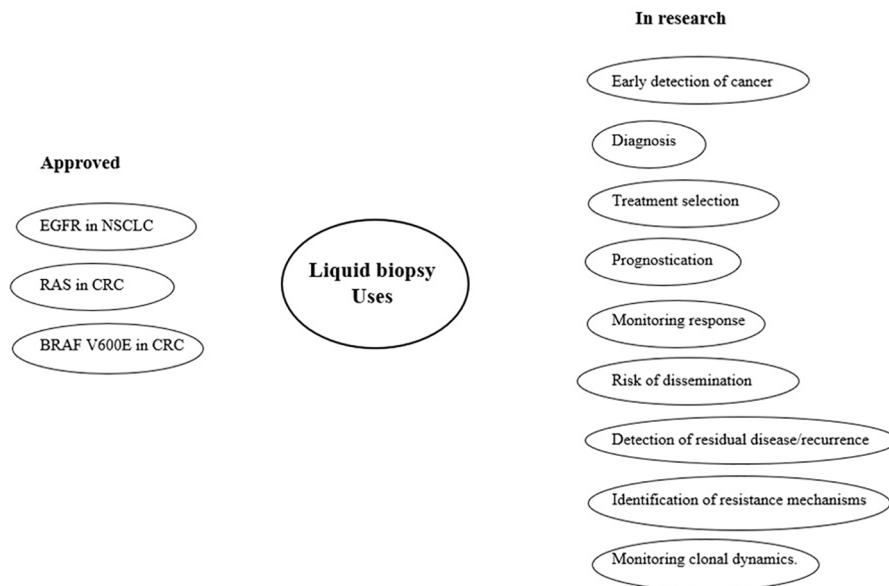 Approved
EGFR in NSCLC
RAS in CRC
BRAF V600E in CRC
Liquid biopsy
Uses
In research
Early detection of cancer
Diagnosis
Treatment selection
Prognostication
Monitoring response
Risk of dissemination
Detection of residual disease/recurrence
Identification of resistance mechanisms
Monitoring clonal dynamics.